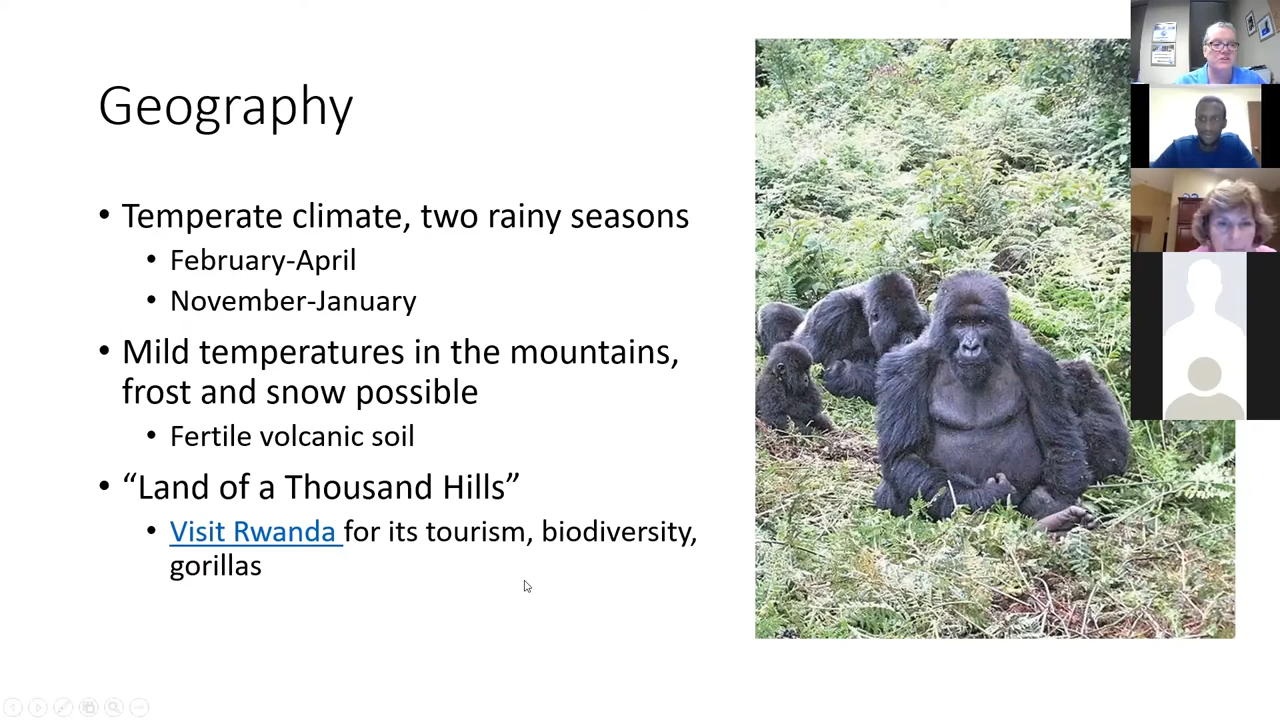 Geography
• Temperate climate, two rainy seasons
• February-April
• November-January
• Mild temperatures in the mountains,
frost and snow possible
• Fertile volcanic soil
• “Land of a Thousand Hills”
• Visit Rwanda for its tourism, biodiversity,
gorillas